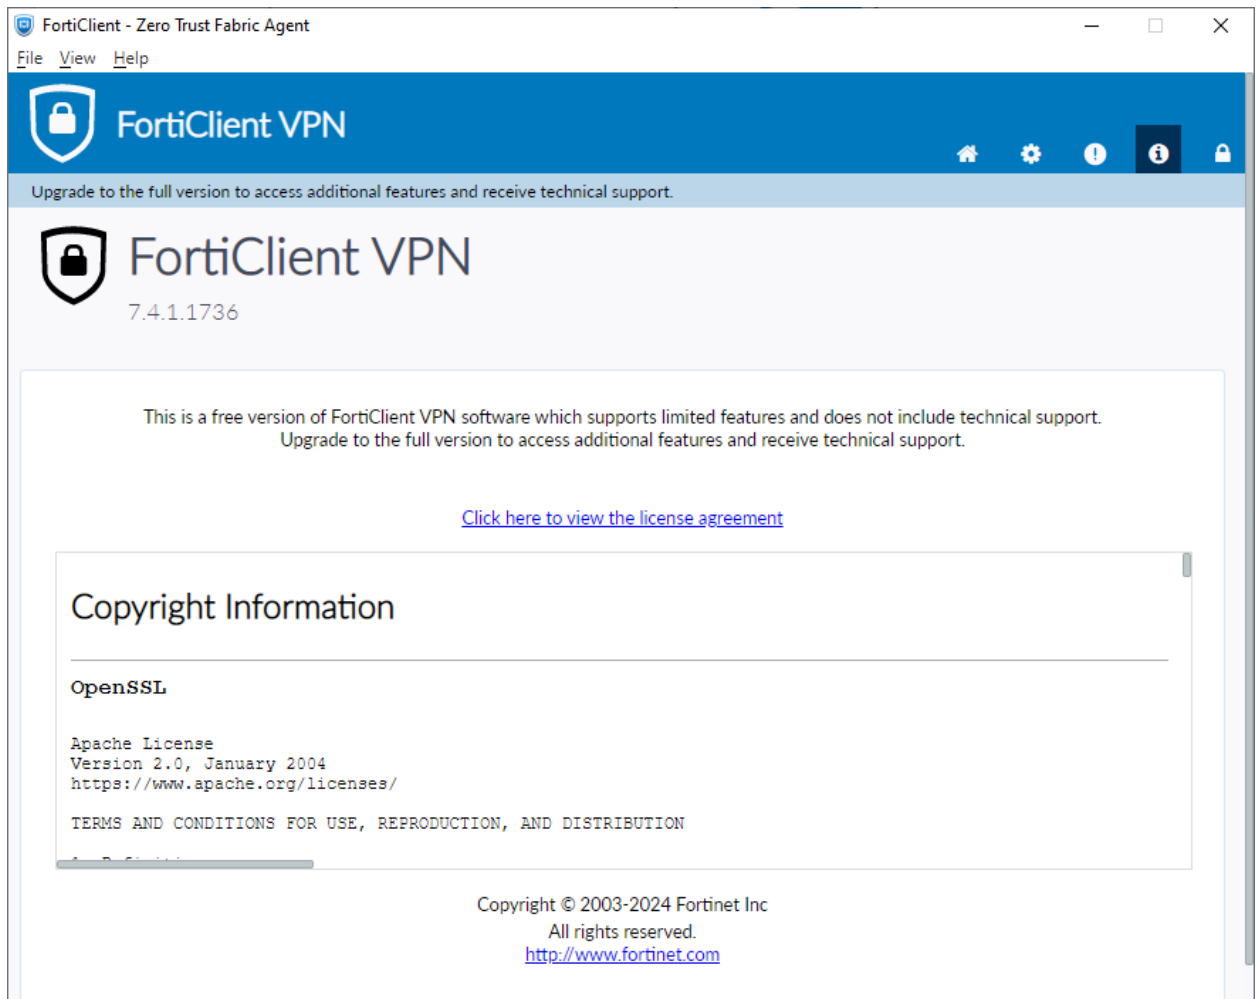 FortiClient - Zero Trust Fabric Agent
File View Help
FortiClient VPN
Upgrade to the full version to access additional features and receive technical support.
FortiClient VPN
7.4.1.1736
This is a free version of FortiClient VPN software which supports limited features and does not include technical support.
Upgrade to the full version to access additional features and receive technical support.
Click here to view the license agreement
Copyright Information
OpenSSL
Apache License
Version 2.0, January 2004
https://www.apache.org/licenses/
TERMS AND CONDITIONS FOR USE, REPRODUCTION, AND DISTRIBUTION
Copyright © 2003-2024 Fortinet Inc
All rights reserved.
http://www.fortinet.com